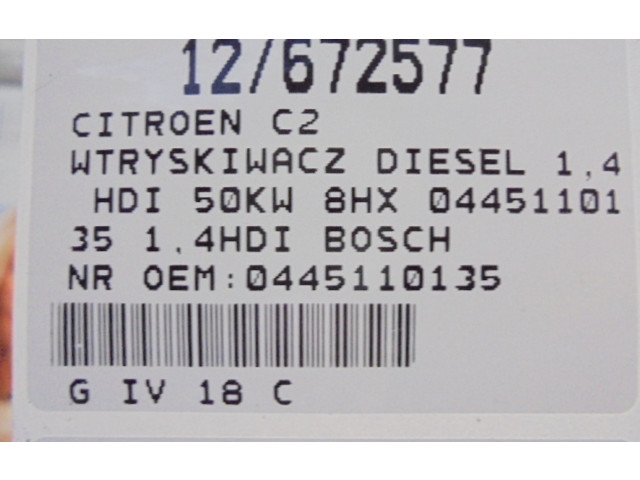 12/672577
CITROEN C2
WTRYSKIWACZ DIESEL 1,4
HDI 50KW 8HX 04451101
35 1.4HDI BOSCH
NR OEM:0445110135
G IV 18 C